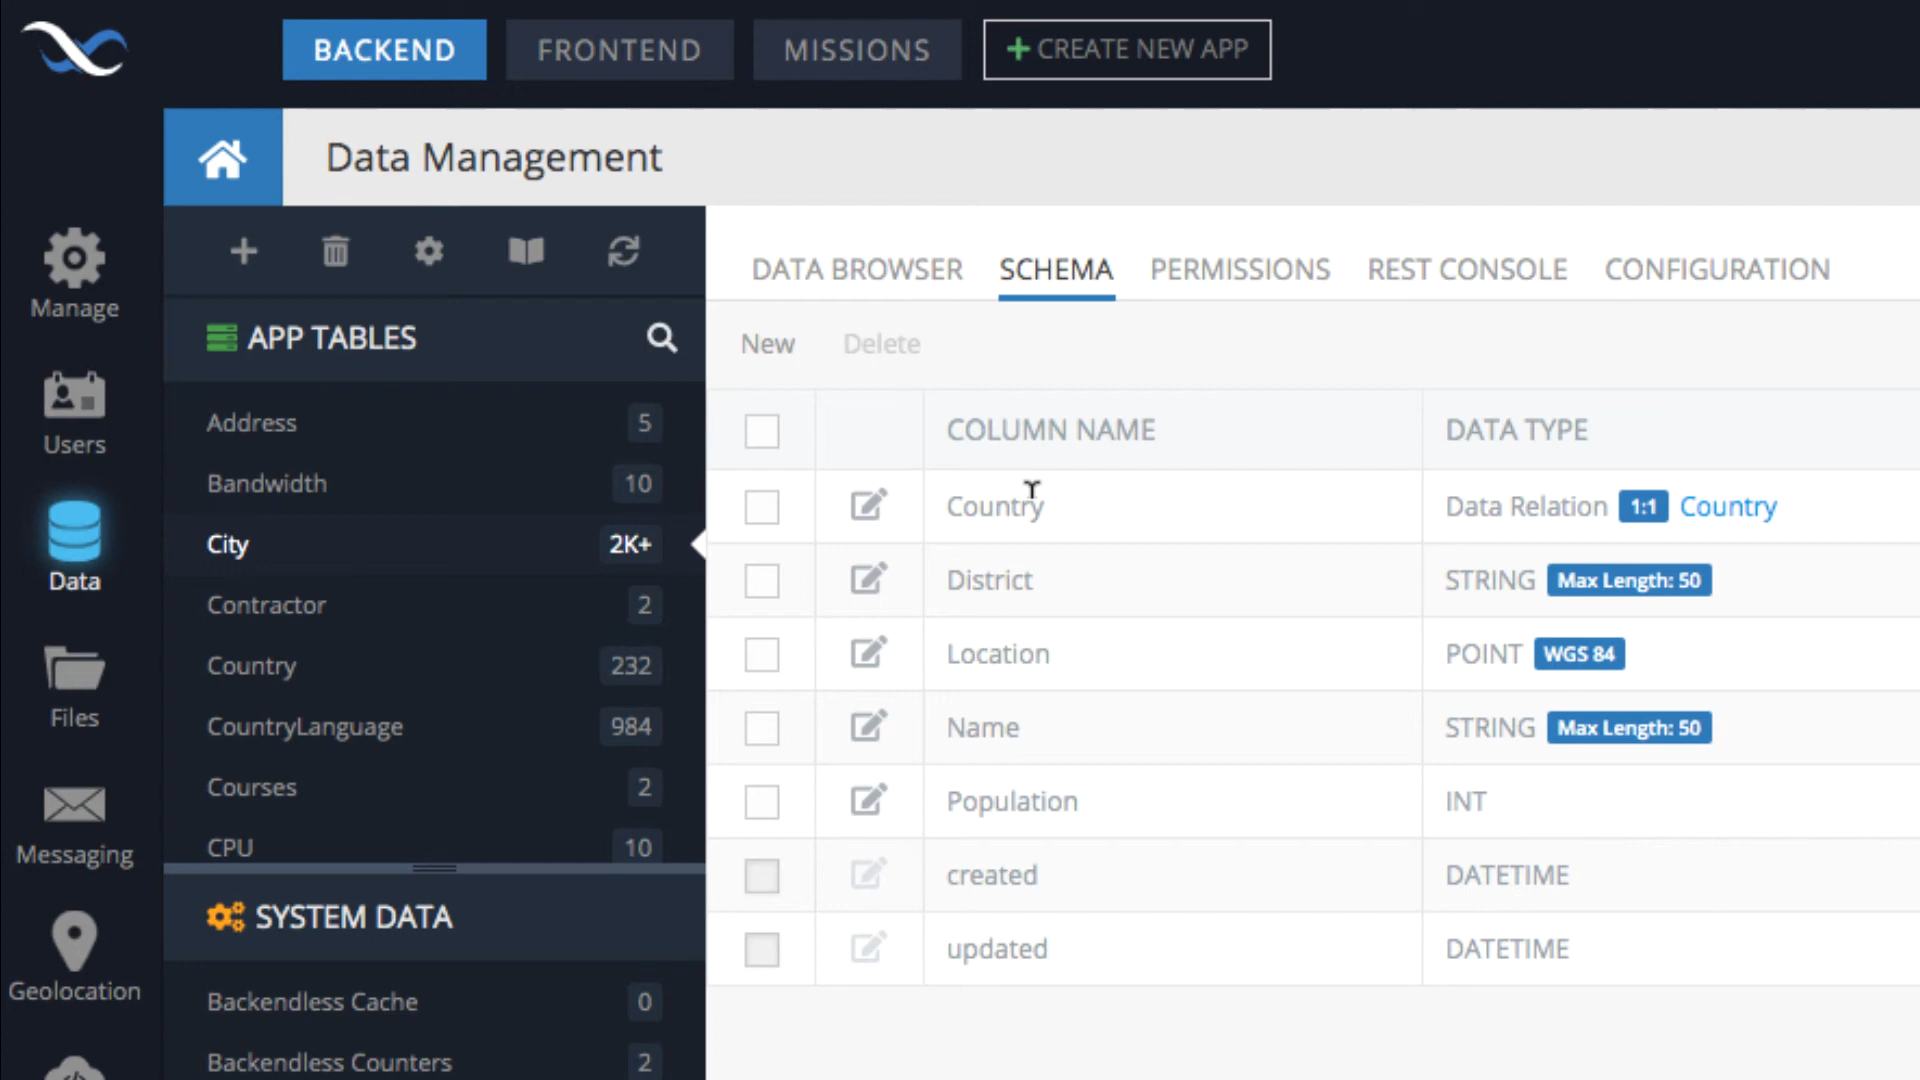 BACKEND
FRONTEND
MISSIONS
CREATE NEW APP
Data Management
Manage
Users
Data
Files
Messaging
Geolocation
APP TABLES
Address 5
Bandwidth 10
City 2K+
Contractor 2
Country 232
CountryLanguage 984
Courses 2
CPU 10
SYSTEM DATA
Backendless Cache 0
Backendless Counters 2
DATA BROWSER SCHEMA PERMISSIONS REST CONSOLE CONFIGURATION
New Delete
COLUMN NAME DATA TYPE
Country Data Relation 1:1 Country
District STRING Max Length: 50
Location POINT WGS 84
Name STRING Max Length: 50
Population INT
created DATETIME
updated DATETIME